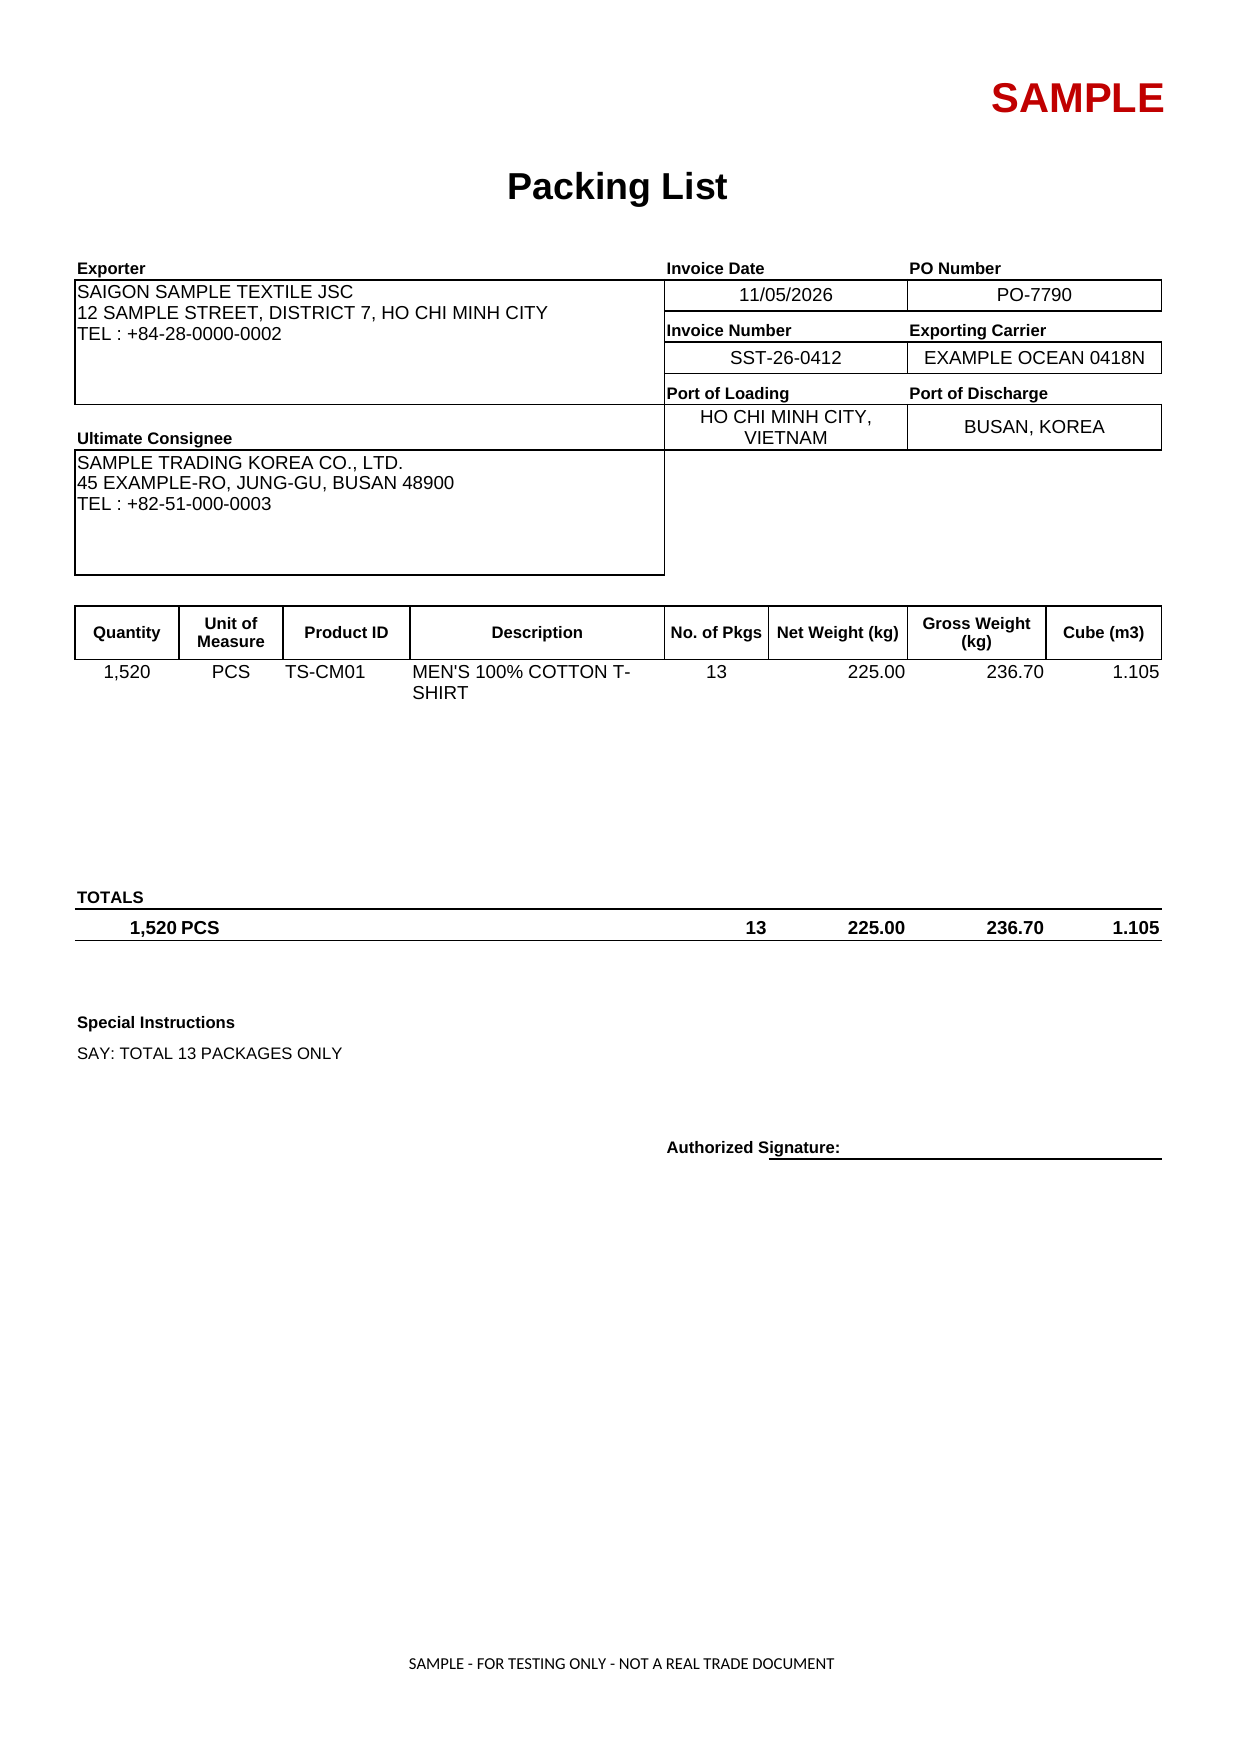 SAMPLE
Packing List
Exporter
SAIGON SAMPLE TEXTILE JSC
12 SAMPLE STREET, DISTRICT 7, HO CHI MINH CITY
TEL : +84-28-0000-0002
Invoice Date PO Number
11/05/2026 PO-7790
Invoice Number Exporting Carrier
SST-26-0412 EXAMPLE OCEAN 0418N
Port of Loading Port of Discharge
HO CHI MINH CITY,
VIETNAM
BUSAN, KOREA
Ultimate Consignee
SAMPLE TRADING KOREA CO., LTD.
45 EXAMPLE-RO, JUNG-GU, BUSAN 48900
TEL : +82-51-000-0003
Quantity
Unit of
Measure
Product ID
Description
No. of Pkgs
Net Weight (kg)
Gross Weight
(kg)
Cube (m3)
1,520 PCS TS-CM01 MEN'S 100% COTTON T- 13 225.00 236.70 1.105
SHIRT
TOTALS
1,520 PCS 13 225.00 236.70 1.105
Special Instructions
SAY: TOTAL 13 PACKAGES ONLY
Authorized Signature:
SAMPLE - FOR TESTING ONLY - NOT A REAL TRADE DOCUMENT